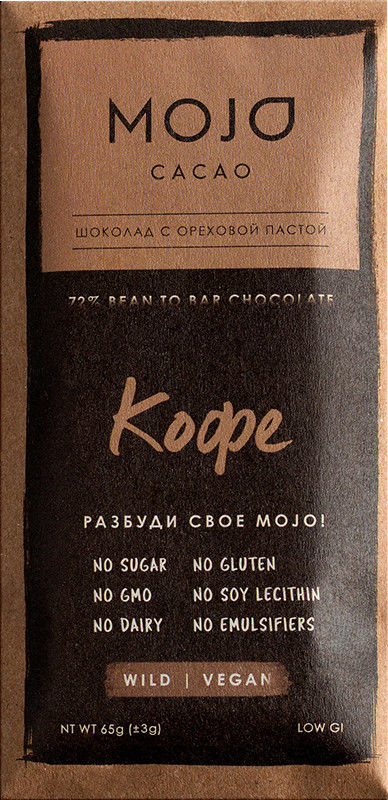 MOJO
CACAO
ШОКОЛАД С ОРЕХОВОЙ ПАСТОЙ
72% BEAN TO BAR CHOCOLATE
Кофе
РАЗБУДИ СВОЕ MOJO!
NO SUGAR NO GLUTEN
NO GMO NO SOY LECITHIN
NO DAIRY NO EMULSIFIERS
WILD | VEGAN
NT WT 65g (±3g) LOW GI